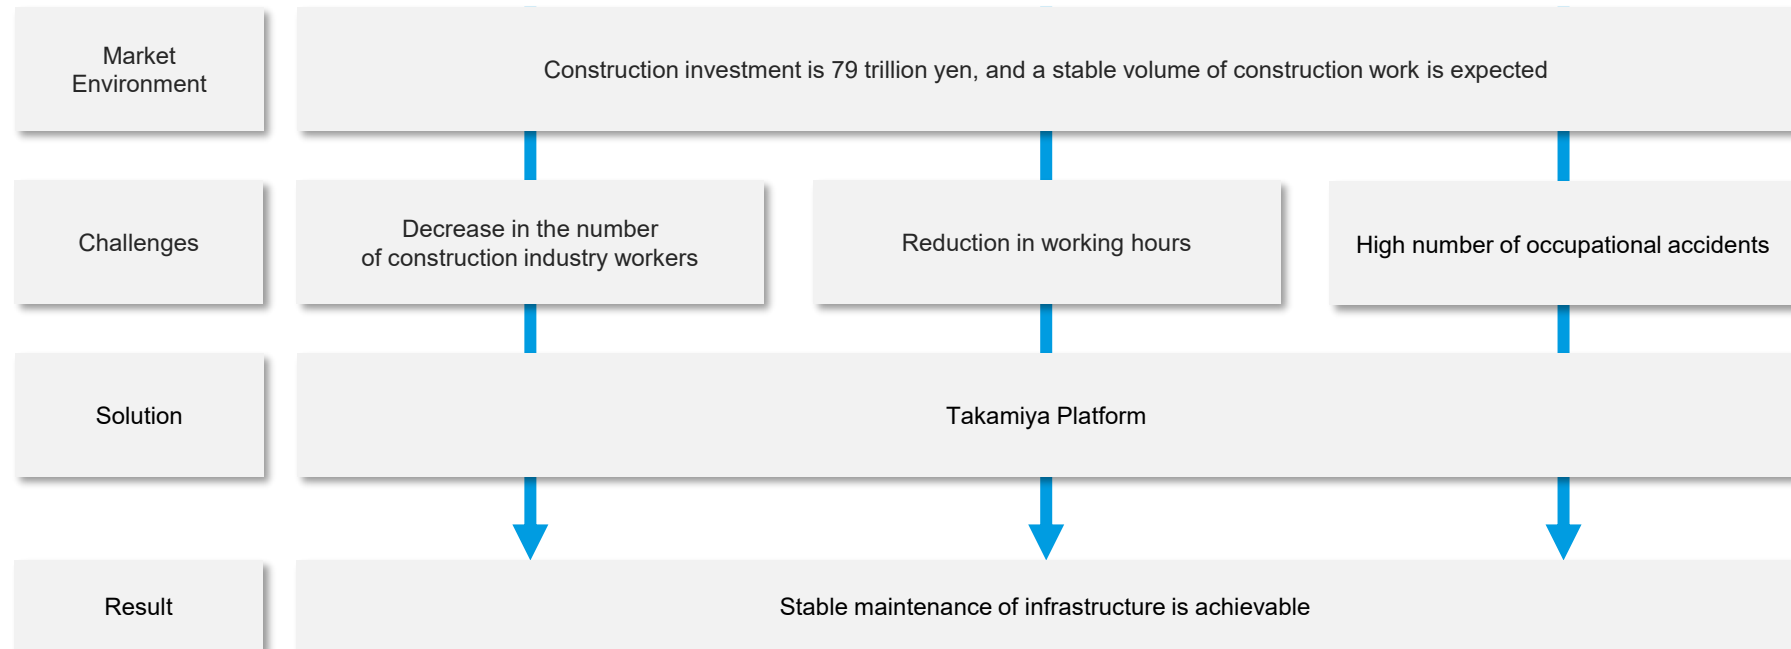 Market
Environment
Construction investment is 79 trillion yen, and a stable volume of construction work is expected
Challenges
Decrease in the number
of construction industry workers
Reduction in working hours
High number of occupational accidents
Solution
Takamiya Platform
Result
Stable maintenance of infrastructure is achievable